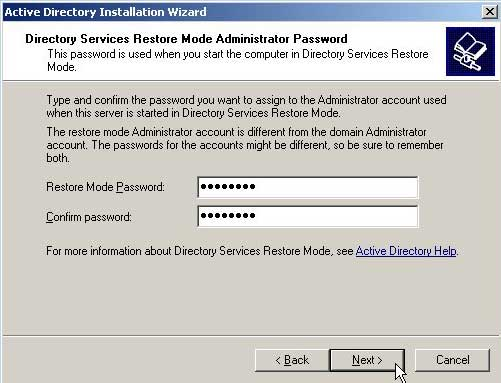 Active Directory Installation Wizard
Directory Services Restore Mode Administrator Password
This password is used when you start the computer in Directory Services Restore
Mode.
Type and confirm the password you want to assign to the Administrator account used
when this server is started in Directory Services Restore Mode.
The restore mode Administrator account is different from the domain Administrator
account. The passwords for the accounts might be different, so be sure to remember
both.
Restore Mode Password: ●●●●●●●●
Confirm password: ●●●●●●●●
For more information about Directory Services Restore Mode, see Active Directory Help.
< Back Next > Cancel